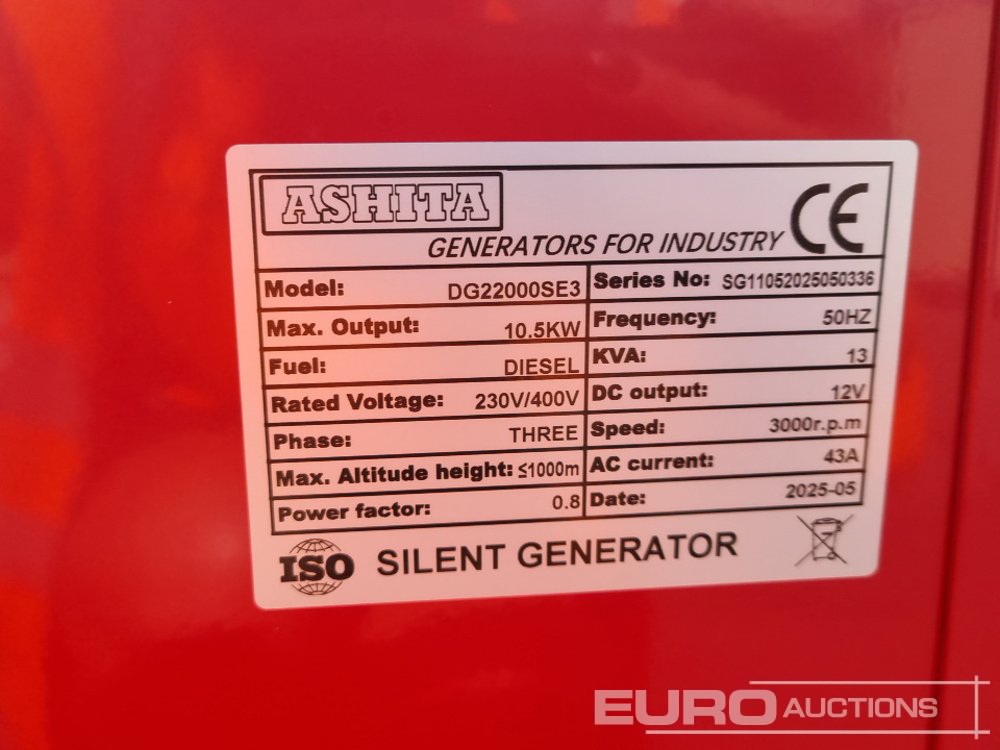 ASHITA
CE
GENERATORS FOR INDUSTRY
Model: DG22000SE3 Series No: SG11052025050336
Max. Output: 10.5KW Frequency: 50HZ
Fuel: DIESEL KVA: 13
Rated Voltage: 230V/400V DC output: 12V
Phase: THREE Speed: 3000r.p.m
Max. Altitude height: ≤1000m AC current: 43A
Power factor: 0.8 Date: 2025-05
ISO SILENT GENERATOR
EURO AUCTIONS